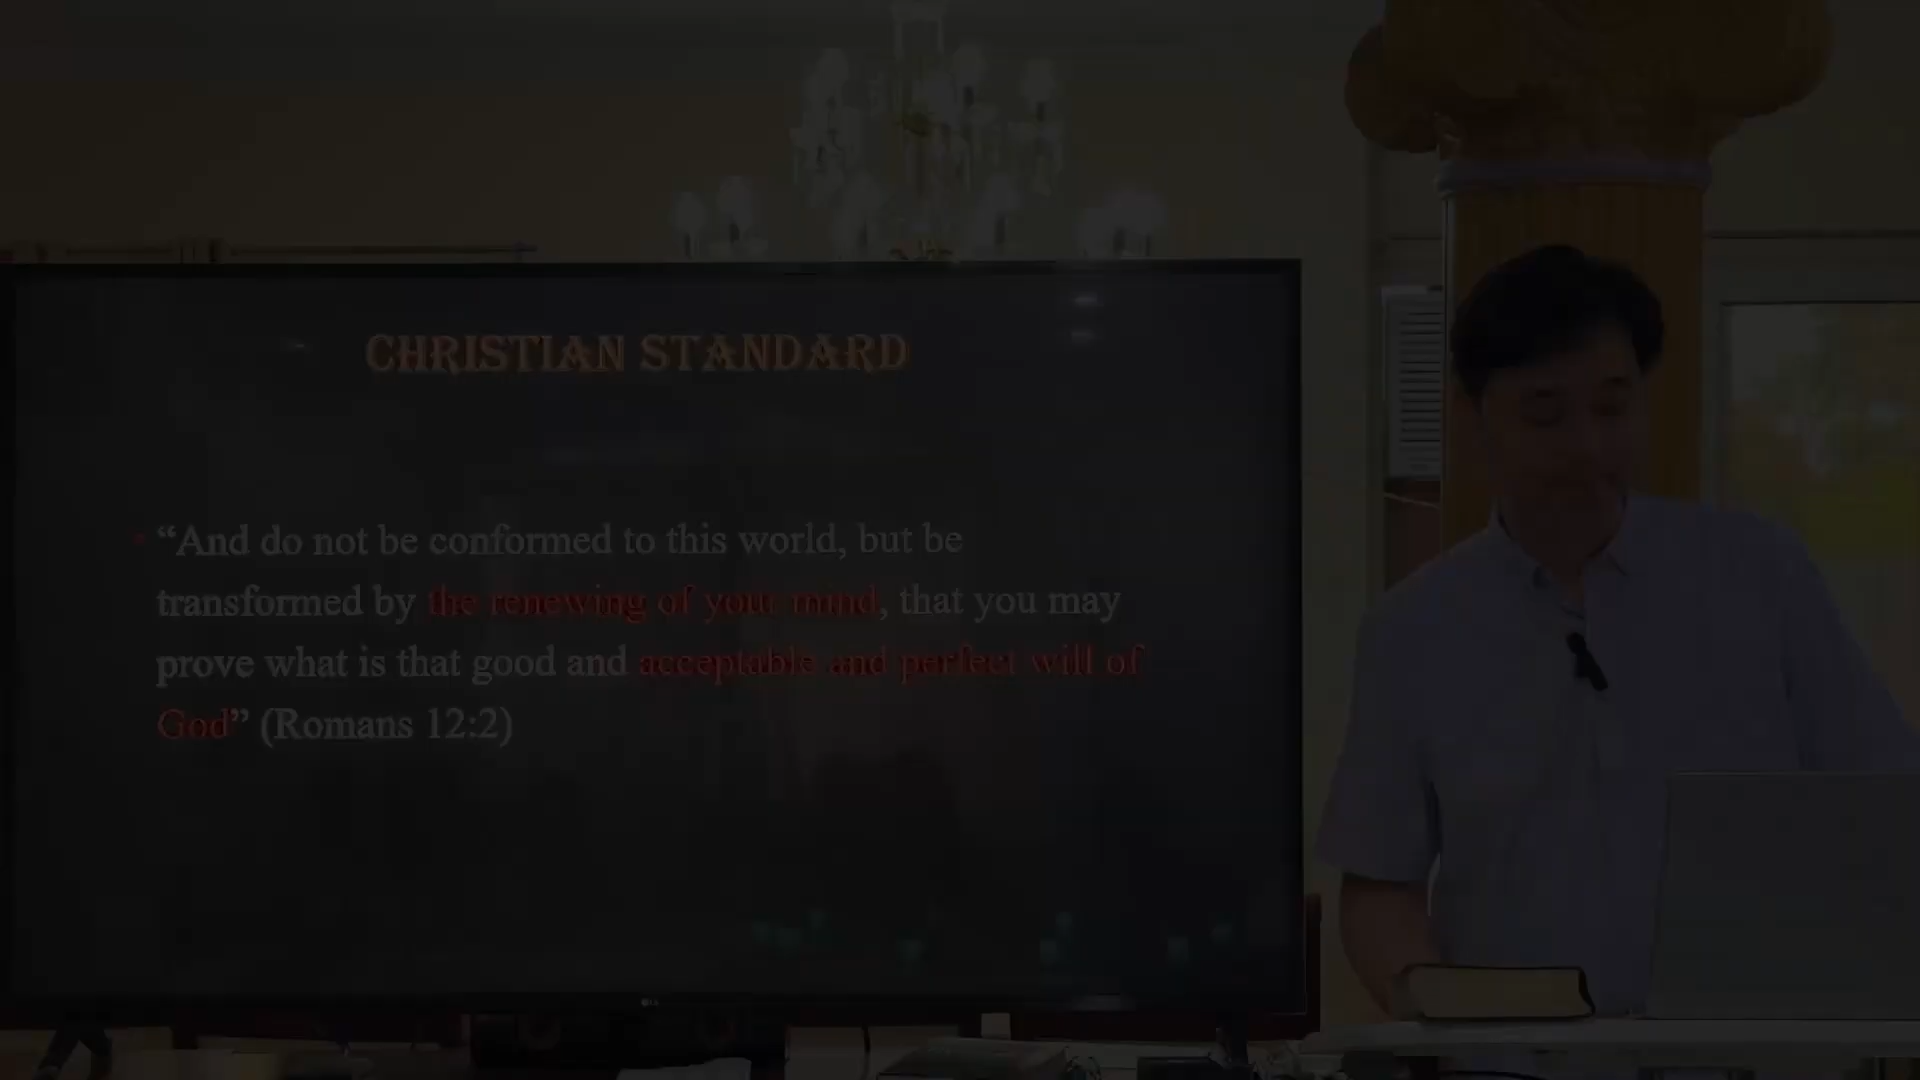 CHRISTIAN STANDARD
“And do not be conformed to this world, but be
transformed by the renewing of your mind, that you may
prove what is that good and acceptable and perfect will of
God” (Romans 12:2)
LG